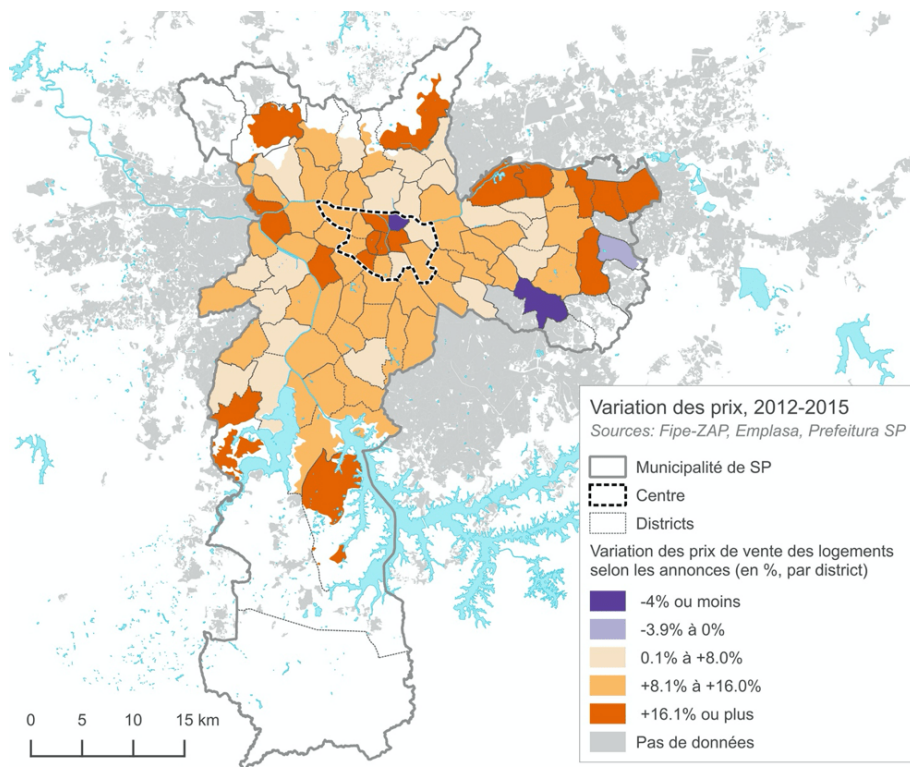 Variation des prix, 2012-2015
Sources: Fipe-ZAP, Emplasa, Prefeitura SP
Municipalité de SP
Centre
Districts
Variation des prix de vente des logements
selon les annonces (en %, par district)
-4% ou moins
-3.9% à 0%
0.1% à +8.0%
+8.1% à +16.0%
+16.1% ou plus
Pas de données
0 5 10 15 km